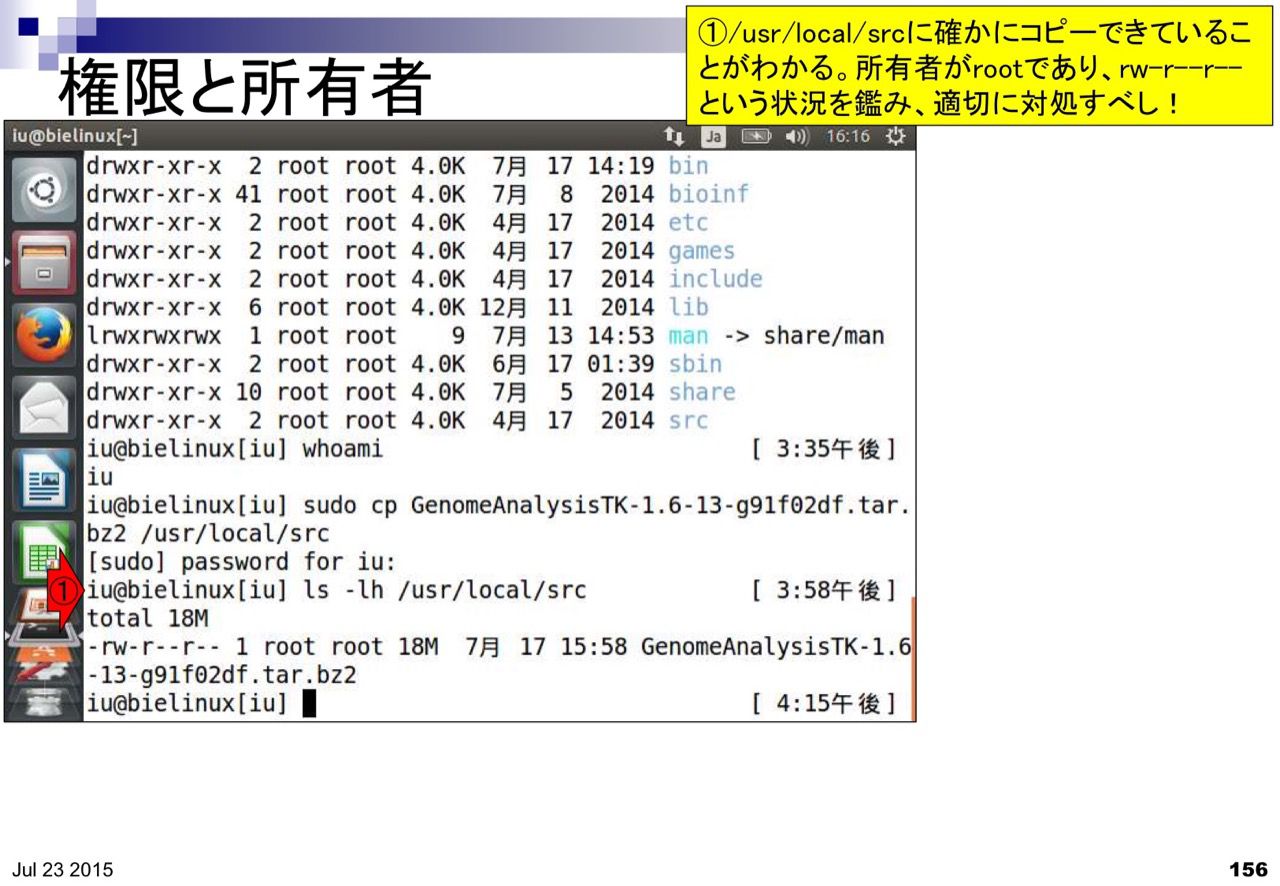 権限と所有者
①/usr/local/srcに確かにコピーできているこ
とがわかる。所有者がrootであり、rw-r--r--
という状況を鑑み、適切に対処すべし！
iu@bielinux[~]
Ja
16:16
drwxr-xr-x  2 root root 4.0K  7月 17 14:19 bin
drwxr-xr-x 41 root root 4.0K  7月  8  2014 bioinf
drwxr-xr-x  2 root root 4.0K  4月 17  2014 etc
drwxr-xr-x  2 root root 4.0K  4月 17  2014 games
drwxr-xr-x  2 root root 4.0K  4月 17  2014 include
drwxr-xr-x  6 root root 4.0K 12月 11  2014 lib
lrwxrwxrwx  1 root root    9  7月 13 14:53 man -> share/man
drwxr-xr-x  2 root root 4.0K  6月 17 01:39 sbin
drwxr-xr-x 10 root root 4.0K  7月  5  2014 share
drwxr-xr-x  2 root root 4.0K  4月 17  2014 src
iu@bielinux[iu] whoami [ 3:35午後]
iu
iu@bielinux[iu] sudo cp GenomeAnalysisTK-1.6-13-g91f02df.tar.
bz2 /usr/local/src
[sudo] password for iu:
①
iu@bielinux[iu] ls -lh /usr/local/src [ 3:58午後]
total 18M
-rw-r--r-- 1 root root 18M  7月 17 15:58 GenomeAnalysisTK-1.6
-13-g91f02df.tar.bz2
iu@bielinux[iu] [ 4:15午後]
Jul 23 2015
156